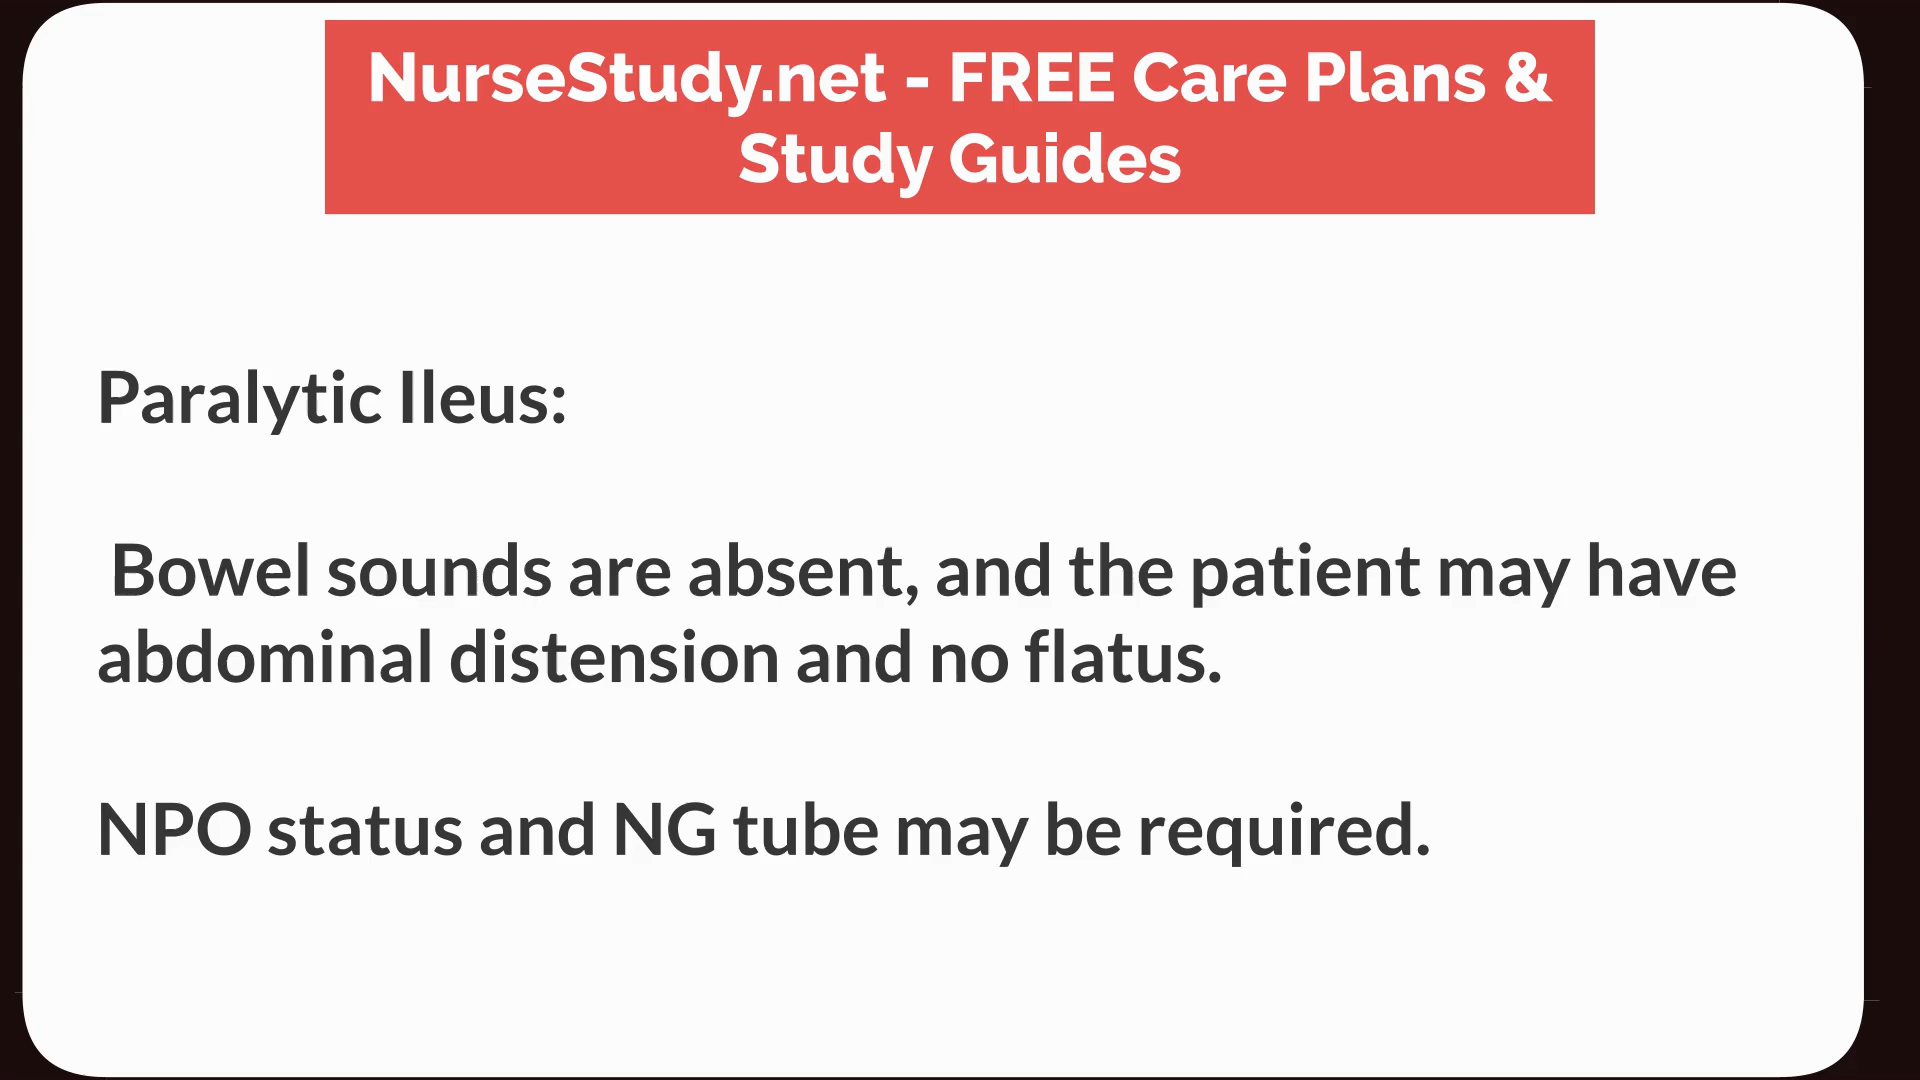 NurseStudy.net - FREE Care Plans &
Study Guides
Paralytic Ileus:
Bowel sounds are absent, and the patient may have
abdominal distension and no flatus.
NPO status and NG tube may be required.